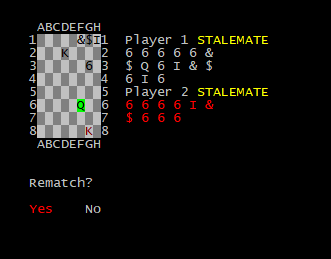 ABCDEFGH
1 &$I 1 Player 1 STALEMATE
2 K 2 6 6 6 6 6 &
3 6 3 $ Q 6 I & $
4 4 6 I 6
5 5 Player 2 STALEMATE
6 Q 6 6 6 6 6 I &
7 7 $ 6 6 6
8 K 8
ABCDEFGH
Rematch?
Yes No